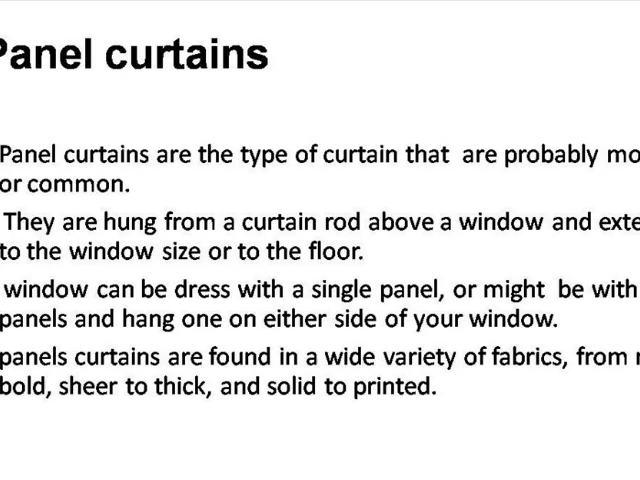 Panel curtains
Panel curtains are the type of curtain that are probably mo
or common.
They are hung from a curtain rod above a window and exte
to the window size or to the floor.
window can be dress with a single panel, or might be with
panels and hang one on either side of your window.
panels curtains are found in a wide variety of fabrics, from
bold, sheer to thick, and solid to printed.